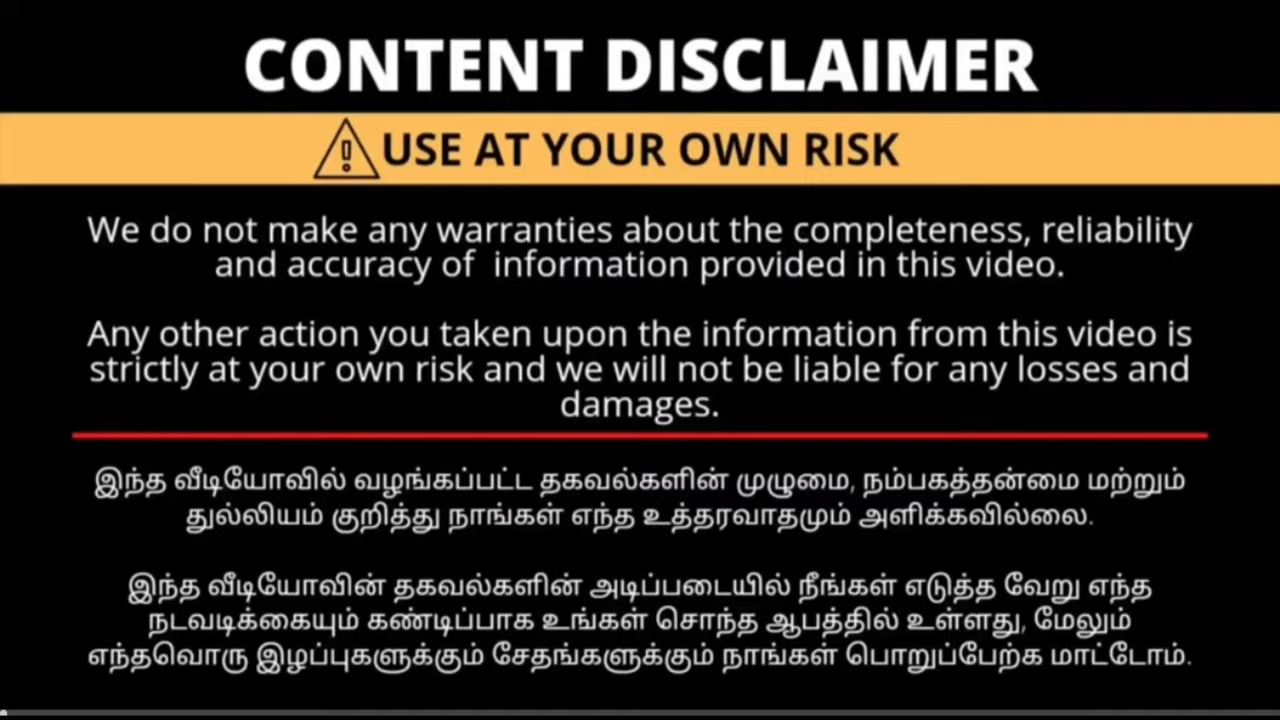 CONTENT DISCLAIMER
USE AT YOUR OWN RISK
We do not make any warranties about the completeness, reliability
and accuracy of information provided in this video.
Any other action you taken upon the information from this video is
strictly at your own risk and we will not be liable for any losses and
damages.
இந்த வீடியோவில் வழங்கப்பட்ட தகவல்களின் முழுமை, நம்பகத்தன்மை மற்றும்
துல்லியம் குறித்து நாங்கள் எந்த உத்தரவாதமும் அளிக்கவில்லை.
இந்த வீடியோவின் தகவல்களின் அடிப்படையில் நீங்கள் எடுத்த வேறு எந்த
நடவடிக்கையும் கண்டிப்பாக உங்கள் சொந்த ஆபத்தில் உள்ளது, மேலும்
எந்தவொரு இழப்புகளுக்கும் சேதங்களுக்கும் நாங்கள் பொறுப்பேற்க மாட்டோம்.